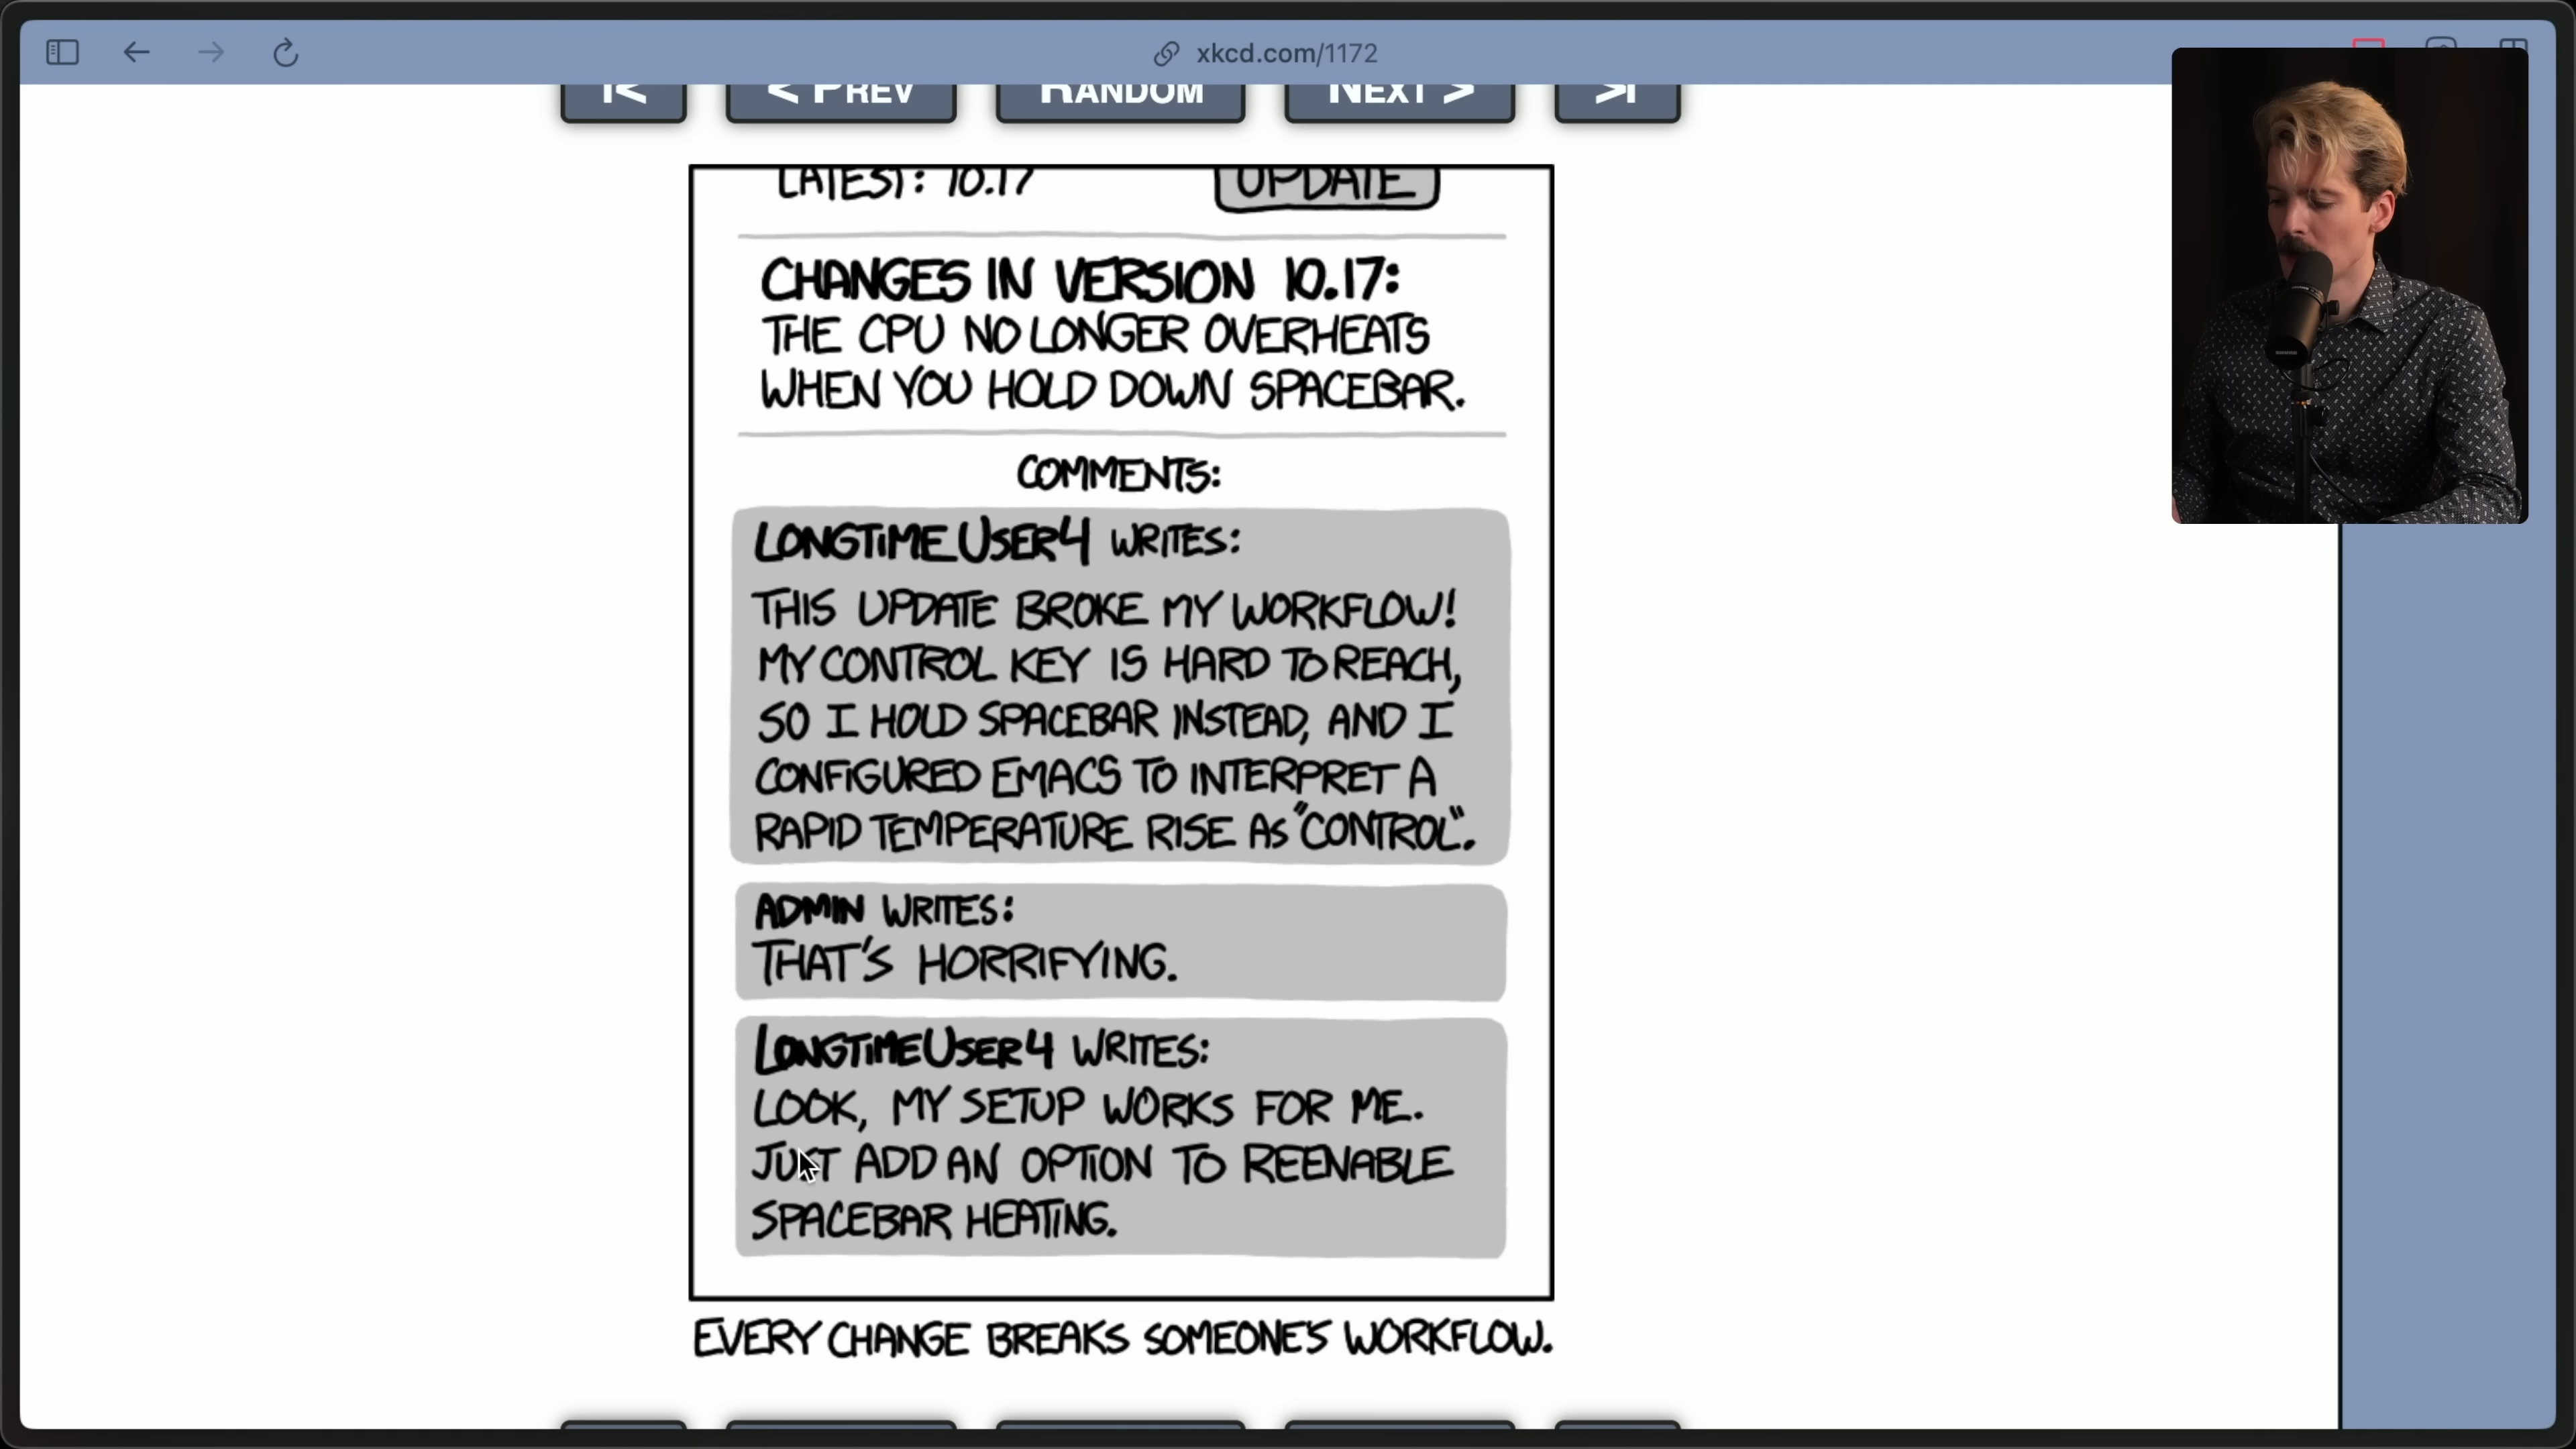 xkcd.com/1172
|<
< PREV
RANDOM
NEXT >
>|
LATEST: 10.17
UPDATE
CHANGES IN VERSION 10.17:
THE CPU NO LONGER OVERHEATS
WHEN YOU HOLD DOWN SPACEBAR.
COMMENTS:
LONGTIMEUSER4 WRITES:
THIS UPDATE BROKE MY WORKFLOW!
MY CONTROL KEY IS HARD TO REACH,
SO I HOLD SPACEBAR INSTEAD, AND I
CONFIGURED EMACS TO INTERPRET A
RAPID TEMPERATURE RISE AS "CONTROL".
ADMIN WRITES:
THAT'S HORRIFYING.
LONGTIMEUSER4 WRITES:
LOOK, MY SETUP WORKS FOR ME.
JUST ADD AN OPTION TO REENABLE
SPACEBAR HEATING.
EVERY CHANGE BREAKS SOMEONE'S WORKFLOW.